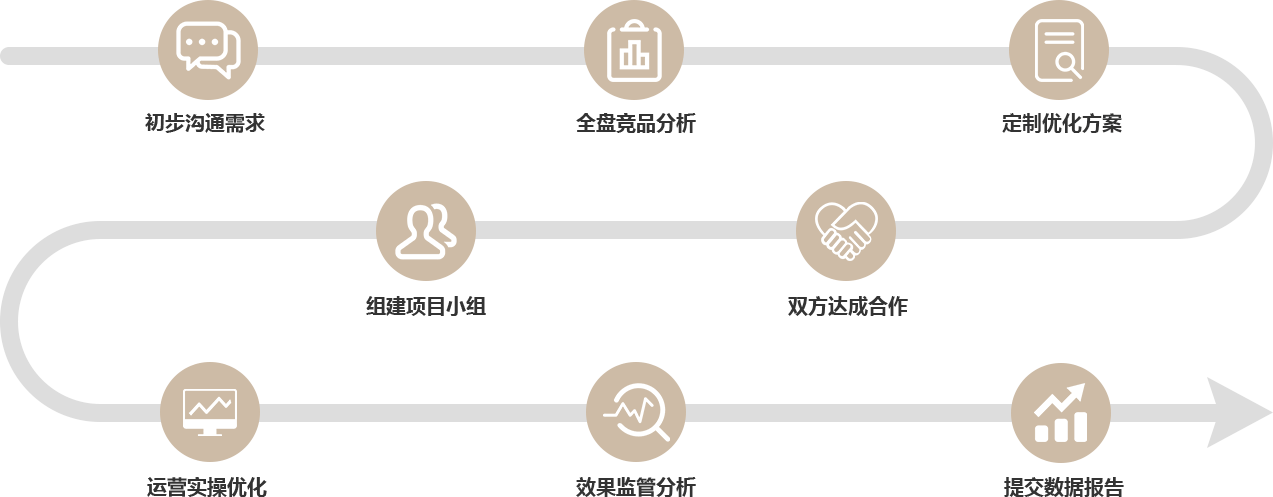 初步沟通需求
全盘竞品分析
定制优化方案
双方达成合作
组建项目小组
运营实操优化
效果监管分析
提交数据报告